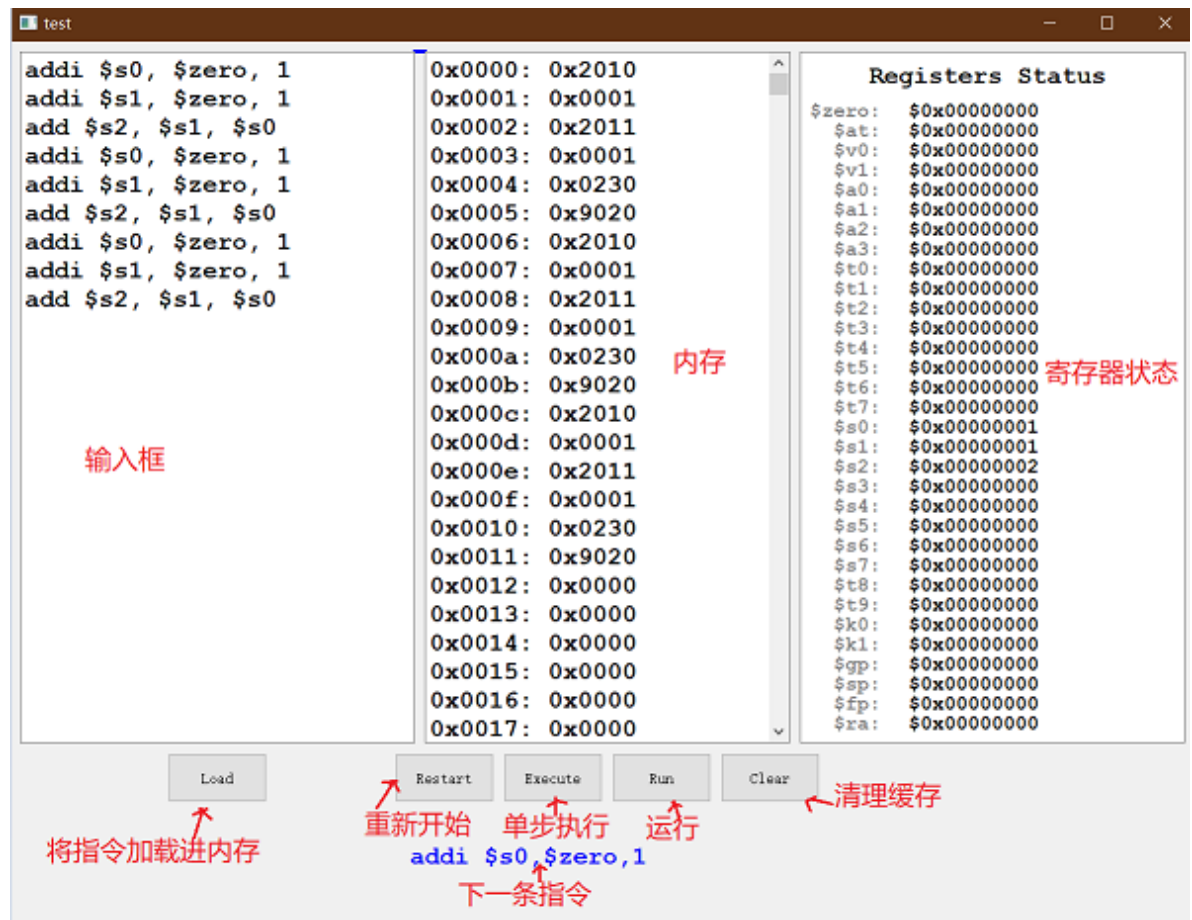 test
addi $s0, $zero, 1
addi $s1, $zero, 1
add $s2, $s1, $s0
addi $s0, $zero, 1
addi $s1, $zero, 1
add $s2, $s1, $s0
addi $s0, $zero, 1
addi $s1, $zero, 1
add $s2, $s1, $s0
输入框
0x0000: 0x2010
0x0001: 0x0001
0x0002: 0x2011
0x0003: 0x0001
0x0004: 0x0230
0x0005: 0x9020
0x0006: 0x2010
0x0007: 0x0001
0x0008: 0x2011
0x0009: 0x0001
0x000a: 0x0230
0x000b: 0x9020
0x000c: 0x2010
0x000d: 0x0001
0x000e: 0x2011
0x000f: 0x0001
0x0010: 0x0230
0x0011: 0x9020
0x0012: 0x0000
0x0013: 0x0000
0x0014: 0x0000
0x0015: 0x0000
0x0016: 0x0000
0x0017: 0x0000
内存
Registers Status
$zero: $0x00000000
$at: $0x00000000
$v0: $0x00000000
$v1: $0x00000000
$a0: $0x00000000
$a1: $0x00000000
$a2: $0x00000000
$a3: $0x00000000
$t0: $0x00000000
$t1: $0x00000000
$t2: $0x00000000
$t3: $0x00000000
$t4: $0x00000000
$t5: $0x00000000
$t6: $0x00000000
$t7: $0x00000000
$s0: $0x00000001
$s1: $0x00000001
$s2: $0x00000002
$s3: $0x00000000
$s4: $0x00000000
$s5: $0x00000000
$s6: $0x00000000
$s7: $0x00000000
$t8: $0x00000000
$t9: $0x00000000
$k0: $0x00000000
$k1: $0x00000000
$gp: $0x00000000
$sp: $0x00000000
$fp: $0x00000000
$ra: $0x00000000
寄存器状态
Load
Restart
Execute
Run
Clear
将指令加载进内存
重新开始
单步执行
运行
清理缓存
addi $s0,$zero,1
下一条指令